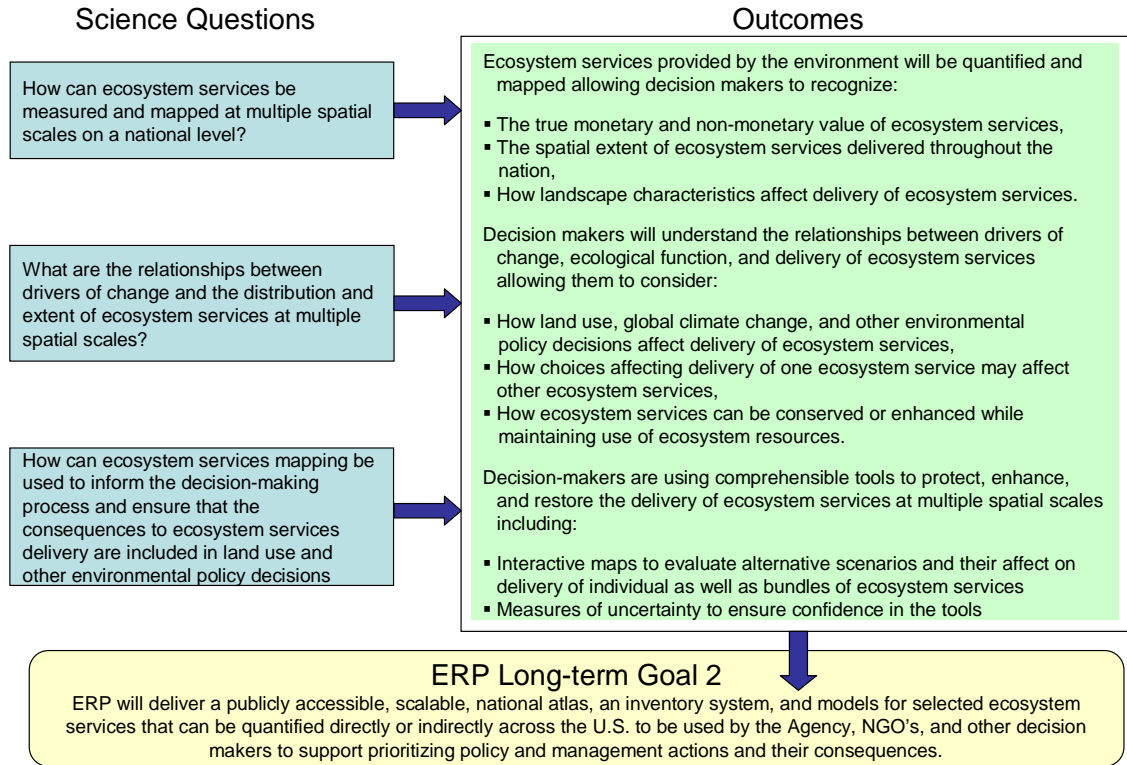 Science Questions
How can ecosystem services be
measured and mapped at multiple spatial
scales on a national level?
What are the relationships between
drivers of change and the distribution and
extent of ecosystem services at multiple
spatial scales?
How can ecosystem services mapping be
used to inform the decision-making
process and ensure that the
consequences to ecosystem services
delivery are included in land use and
other environmental policy decisions
Outcomes
Ecosystem services provided by the environment will be quantified and
mapped allowing decision makers to recognize:
▪ The true monetary and non-monetary value of ecosystem services,
▪ The spatial extent of ecosystem services delivered throughout the
nation,
▪ How landscape characteristics affect delivery of ecosystem services.
Decision makers will understand the relationships between drivers of
change, ecological function, and delivery of ecosystem services
allowing them to consider:
▪ How land use, global climate change, and other environmental
policy decisions affect delivery of ecosystem services,
▪ How choices affecting delivery of one ecosystem service may affect
other ecosystem services,
▪ How ecosystem services can be conserved or enhanced while
maintaining use of ecosystem resources.
Decision-makers are using comprehensible tools to protect, enhance,
and restore the delivery of ecosystem services at multiple spatial scales
including:
▪ Interactive maps to evaluate alternative scenarios and their affect on
delivery of individual as well as bundles of ecosystem services
▪ Measures of uncertainty to ensure confidence in the tools
ERP Long-term Goal 2
ERP will deliver a publicly accessible, scalable, national atlas, an inventory system, and models for selected ecosystem
services that can be quantified directly or indirectly across the U.S. to be used by the Agency, NGO's, and other decision
makers to support prioritizing policy and management actions and their consequences.